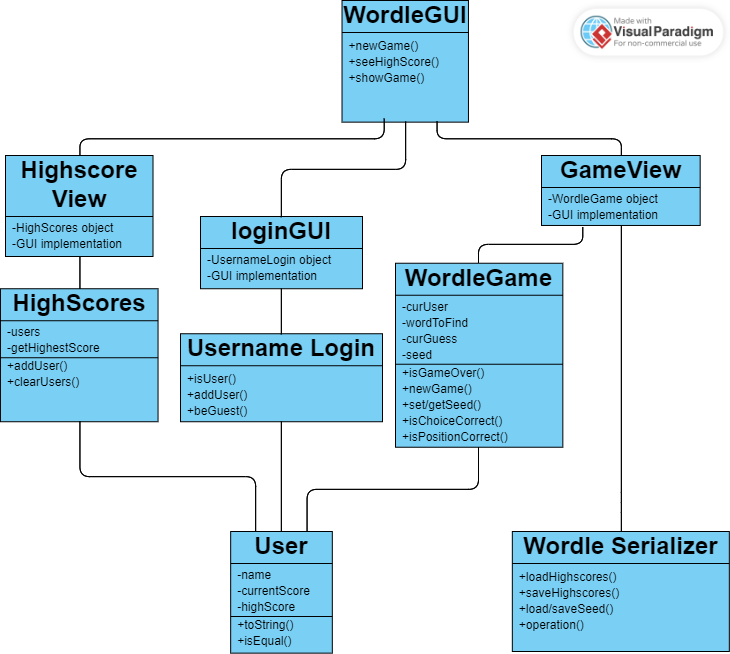 WordleGUI
+newGame()
+seeHighScore()
+showGame()
Made with
VisualParadigm
For non-commercial use
Highscore
View
-HighScores object
-GUI implementation
loginGUI
-UsernameLogin object
-GUI implementation
GameView
-WordleGame object
-GUI implementation
HighScores
-users
-getHighestScore
+addUser()
+clearUsers()
Username Login
+isUser()
+addUser()
+beGuest()
WordleGame
-curUser
-wordToFind
-curGuess
-seed
+isGameOver()
+newGame()
+set/getSeed()
+isChoiceCorrect()
+isPositionCorrect()
User
-name
-currentScore
-highScore
+toString()
+isEqual()
Wordle Serializer
+loadHighscores()
+saveHighscores()
+load/saveSeed()
+operation()